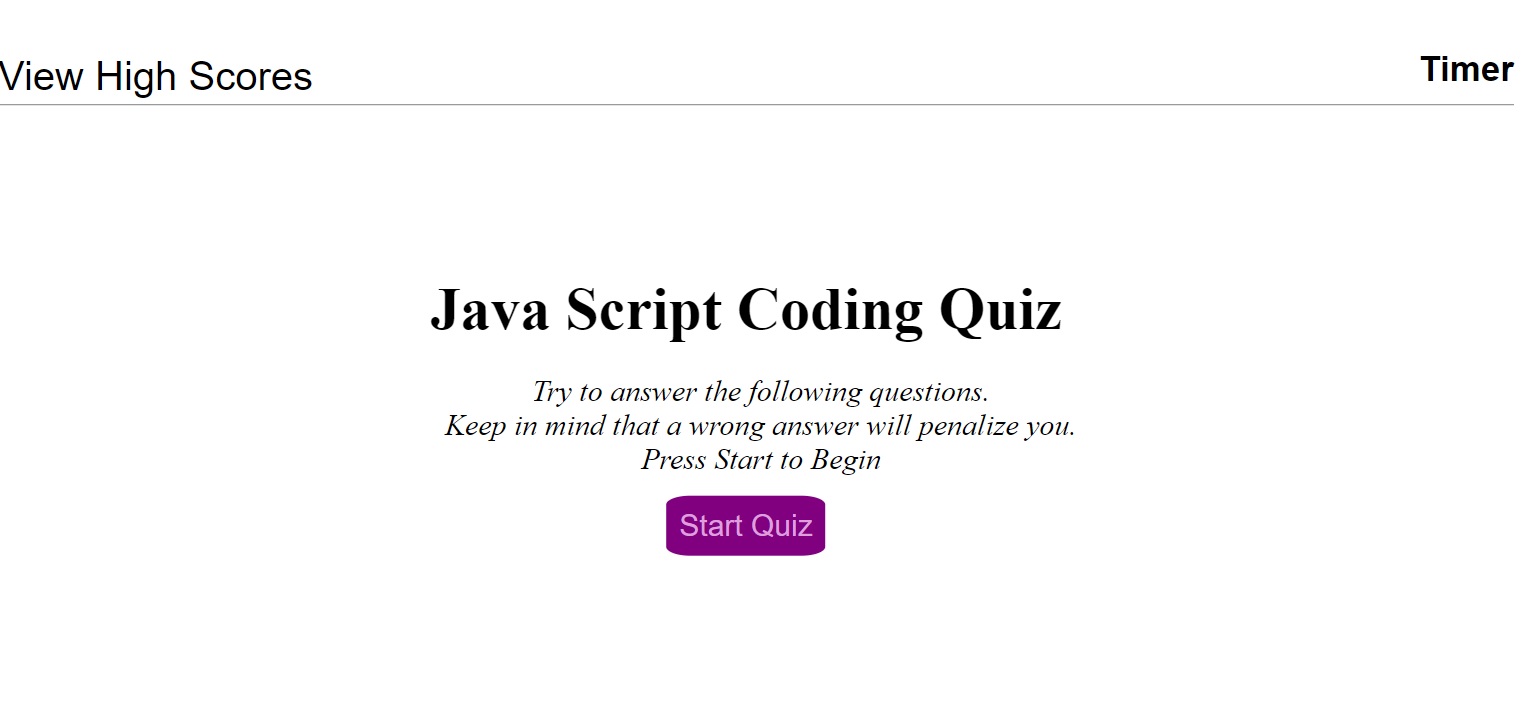 View High Scores
Timer
Java Script Coding Quiz
Try to answer the following questions.
Keep in mind that a wrong answer will penalize you.
Press Start to Begin
Start Quiz